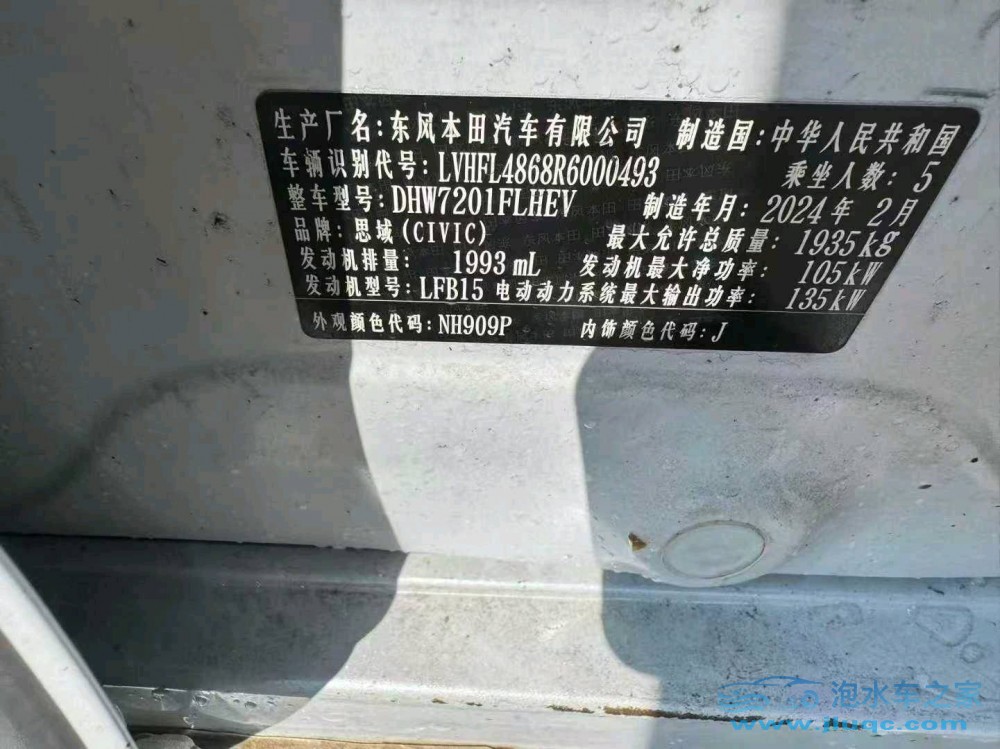 生产厂名:东风本田汽车有限公司 制造国:中华人民共和国
车辆识别代号:LVHFL4868R6000493 乘坐人数:5
整车型号:DHW7201FLHEV 制造年月:2024年2月
品牌:思域(CIVIC) 最大允许总质量:1935kg
发动机排量: 1993mL 发动机最大净功率:105kW
发动机型号:LFB15 电动动力系统最大输出功率:135kW
外观颜色代码:NH909P 内饰颜色代码:J
泡水车之家
www.jluqc.com